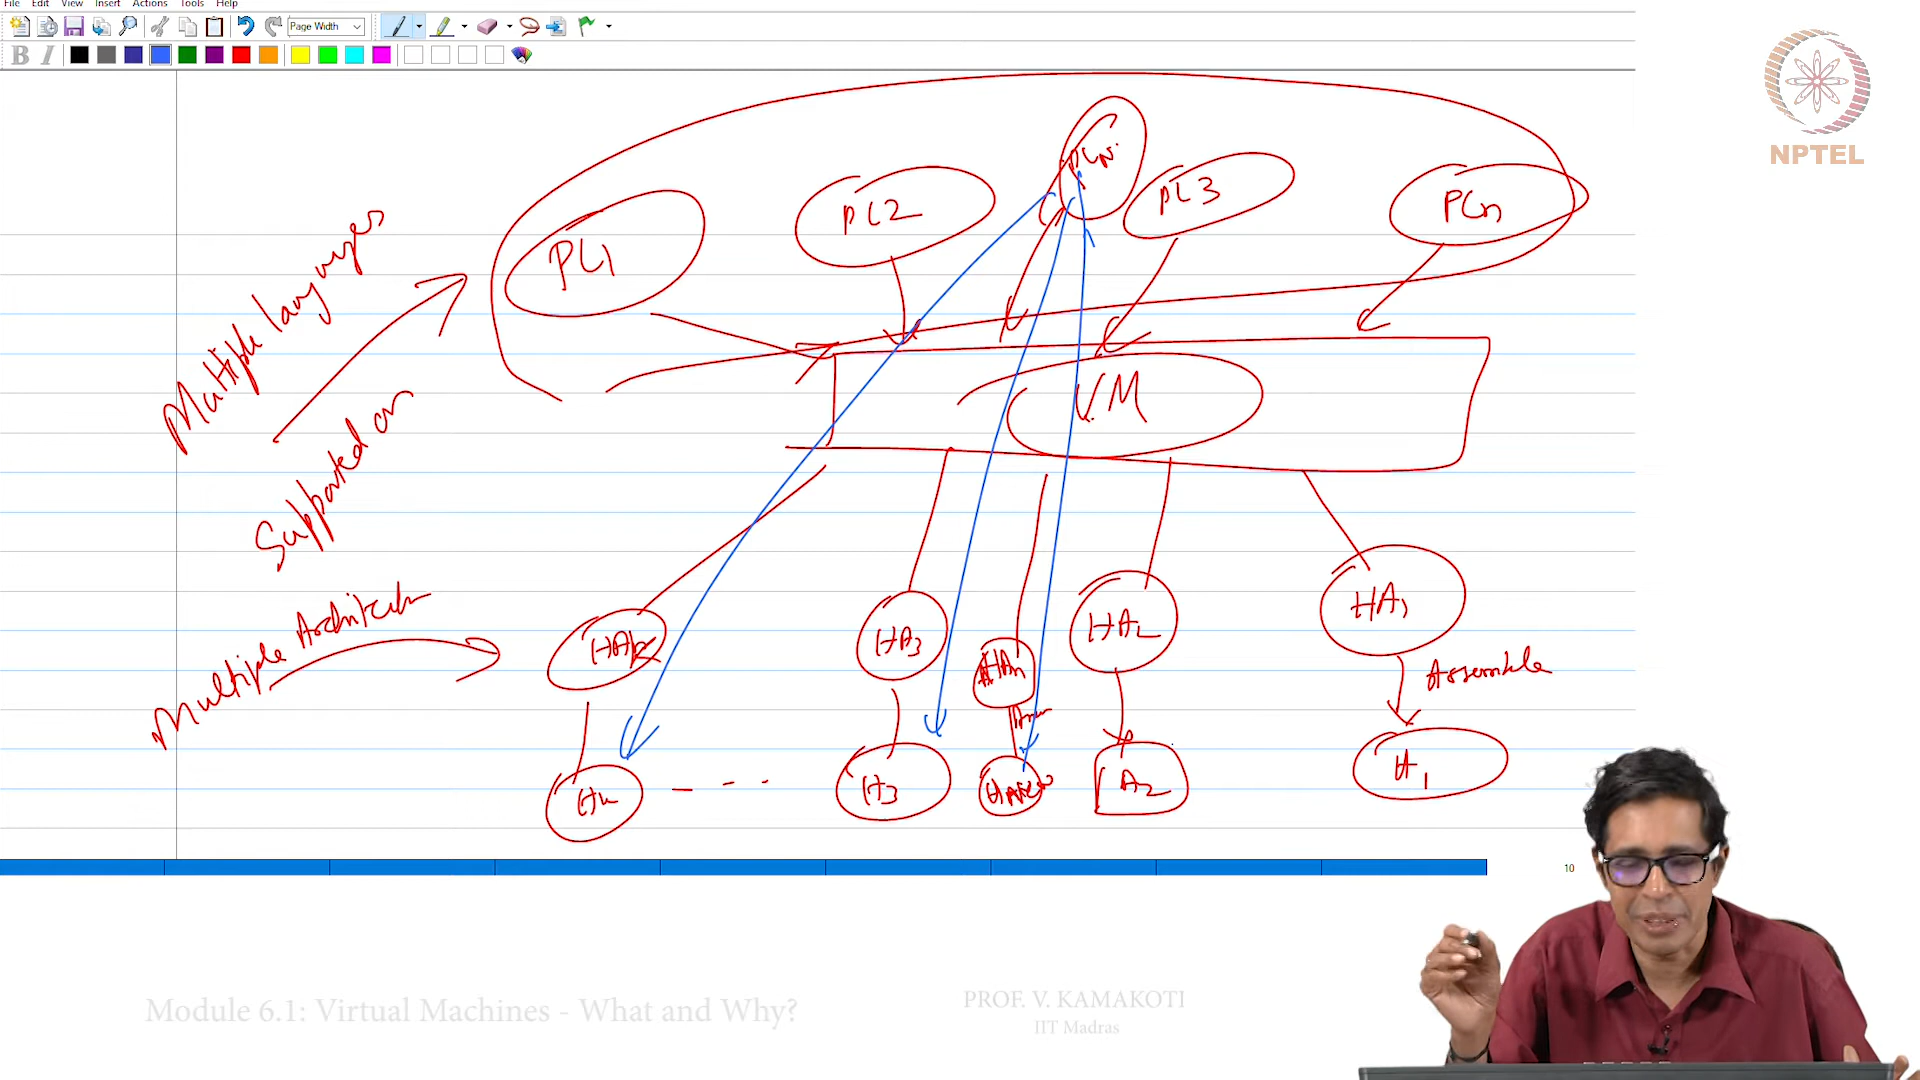 File Edit View Insert Actions Tools Help
Page Width
B I
NPTEL
PL1
PL2
PLN
PL3
PLn
Multiple languages
Supported on
Multiple
VM
HA3
HAn
HA2
HA1
Assemble
Hk
H3
A2
H1
10
Module 6.1: Virtual Machines - What and Why?
PROF. V. KAMAKOTI
IIT Madras